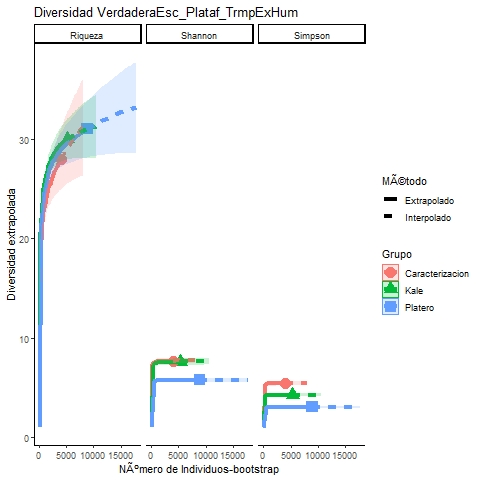 Diversidad VerdaderaEsc_Plataf_TrmpExHum
Riqueza
Shannon
Simpson
Diversidad extrapolada
30
20
10
0
0 5000 10000 15000
0 5000 10000 15000
0 5000 10000 15000
NÃºmero de Individuos-bootstrap
MÃ©todo
Extrapolado
Interpolado
Grupo
Caracterizacion
Kale
Platero